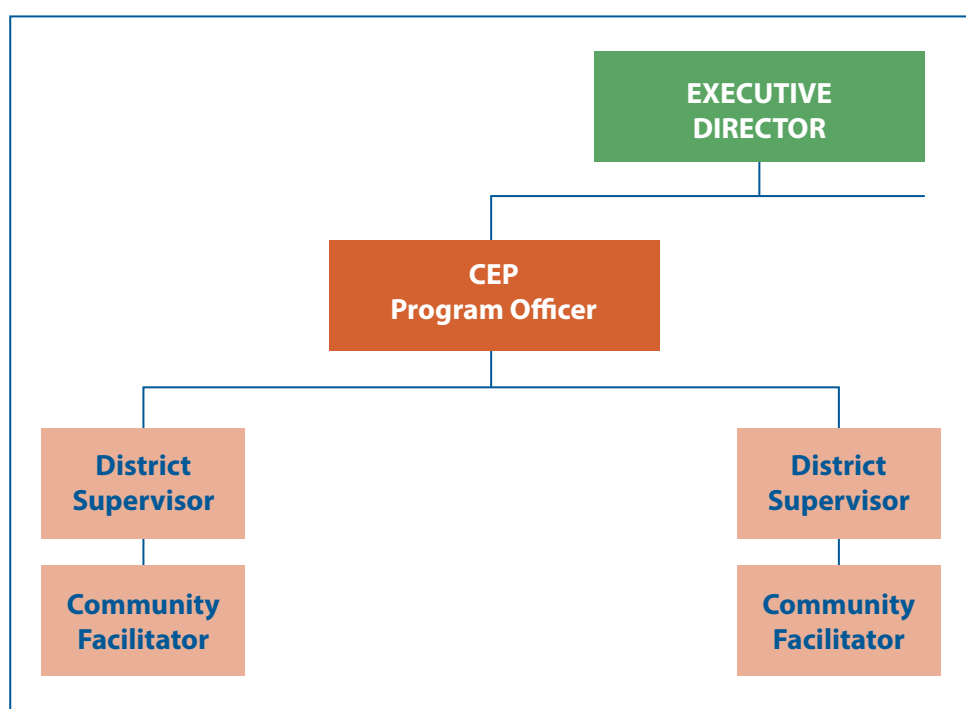 EXECUTIVE
DIRECTOR
CEP
Program Officer
District
Supervisor
District
Supervisor
Community
Facilitator
Community
Facilitator